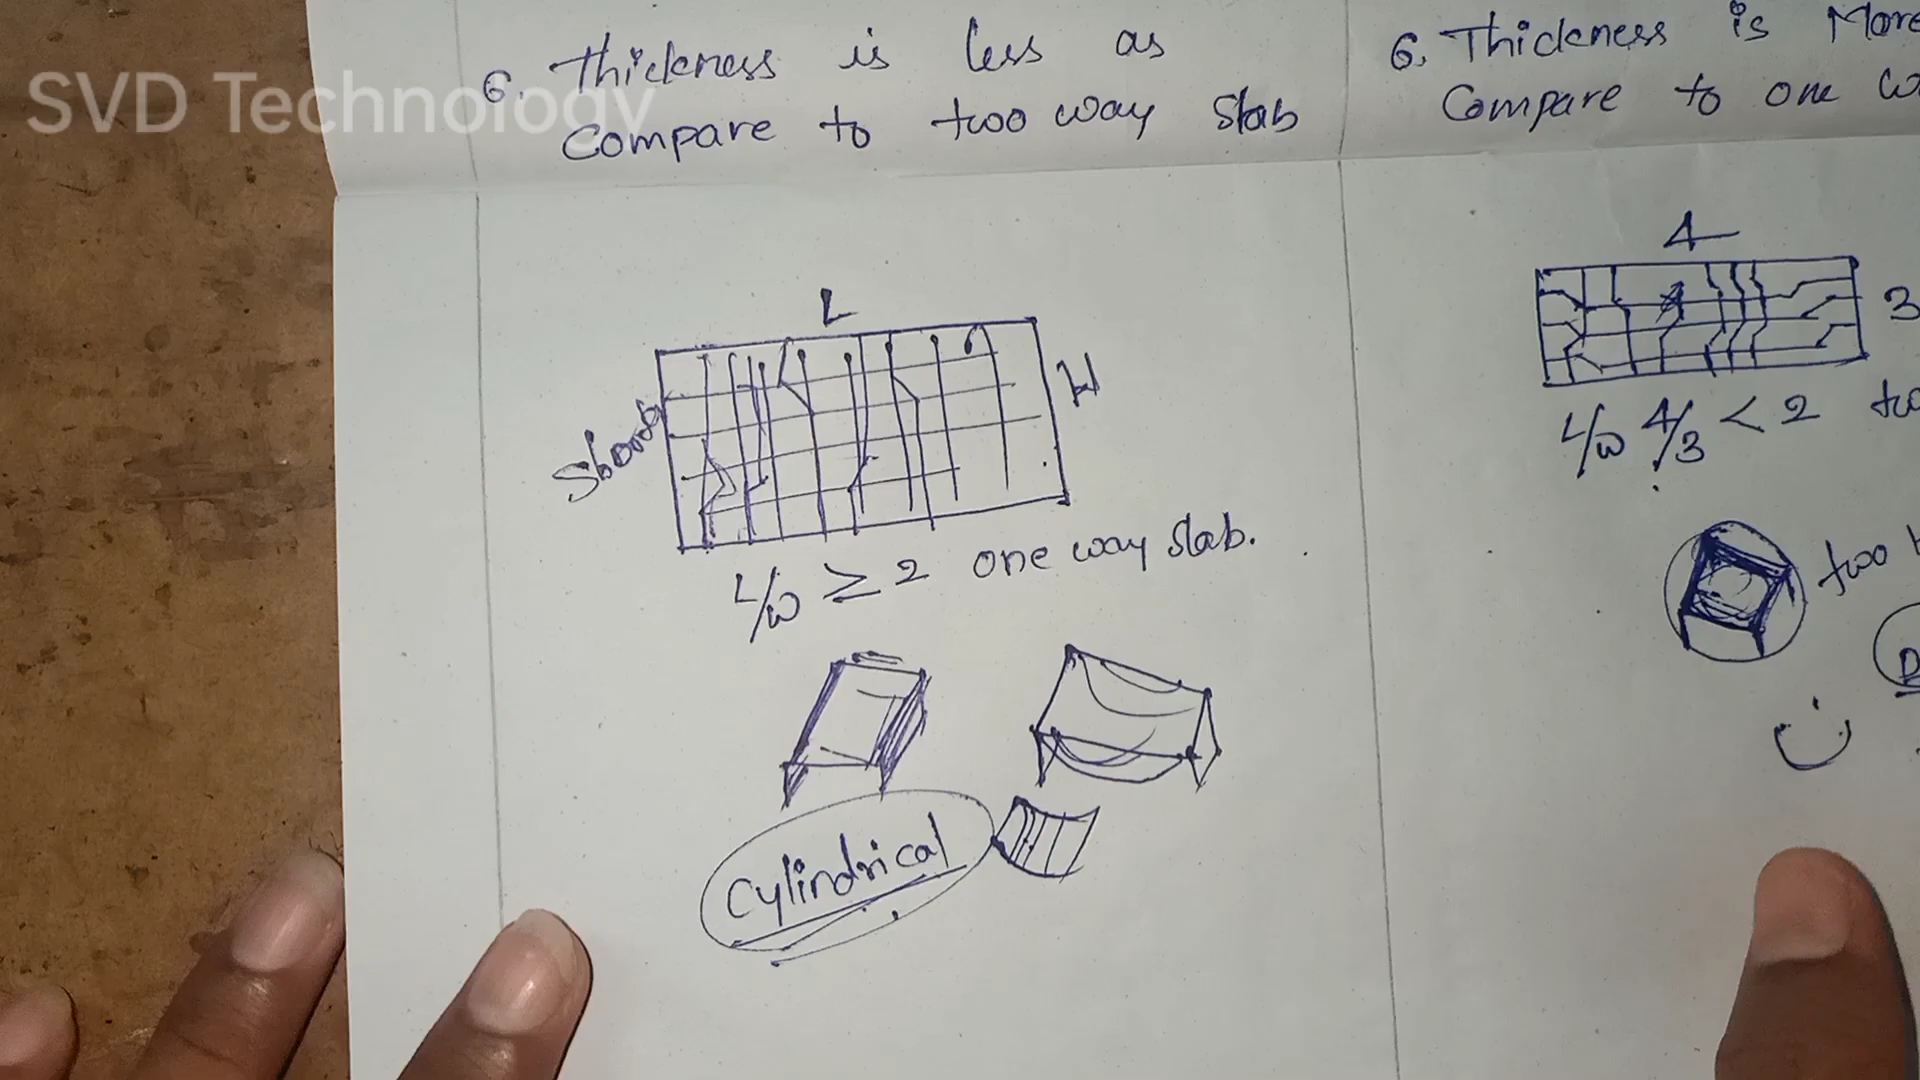 SVD Technology
6. Thickness is less as
compare to two way slab
6. Thickness is More
Compare to one
L
Short
W
L/W ≥ 2 one way slab.
Cylindrical
4
3
L/W 4/3 < 2
two
D